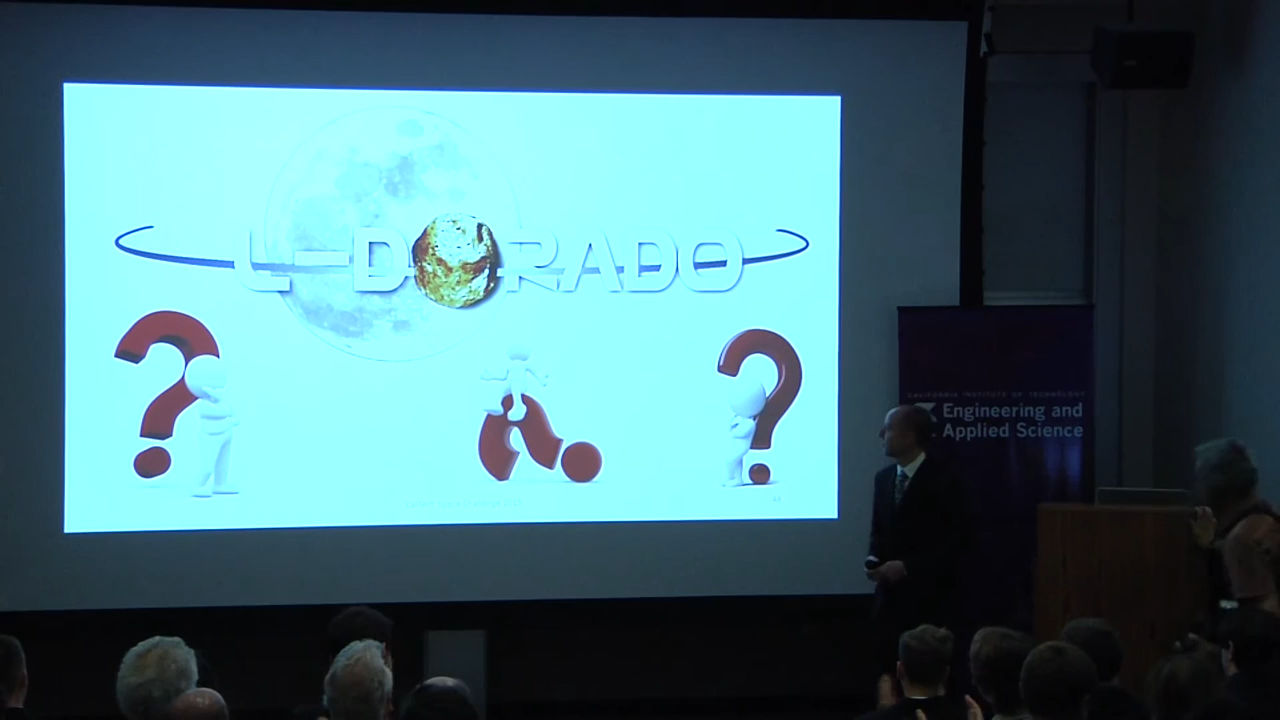 L-DORADO
CALIFORNIA INSTITUTE OF TECHNOLOGY
Engineering and
Applied Science